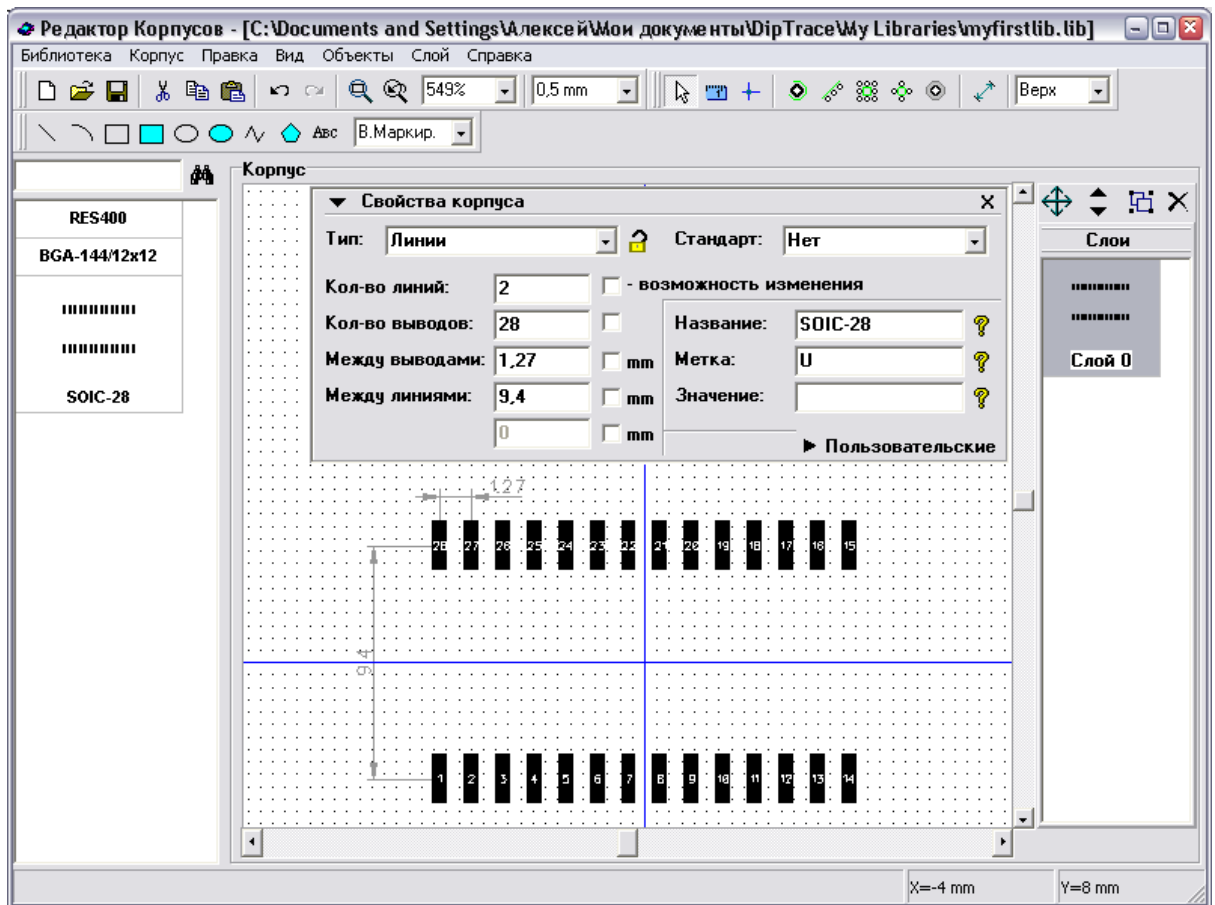 Редактор Корпусов - [C:\Documents and Settings\Алексей\Мои документы\DipTrace\My Libraries\myfirstlib.lib]
Библиотека Корпус Правка Вид Объекты Слой Справка
549% 0,5 mm Верх
ABC В.Маркир.
Корпус
Свойства корпуса X
RES400
Тип: Линии Стандарт: Нет
Слои
BGA-144/12x12
Кол-во линий: 2 - возможность изменения
Кол-во выводов: 28 Название: SOIC-28
Между выводами: 1,27 mm Метка: U
Слой 0
Между линиями: 9,4 mm Значение:
SOIC-28
0 mm
Пользовательские
1.27
28 27 26 25 24 23 22 21 20 19 18 17 16 15
9.4
1 2 3 4 5 6 7 8 9 10 11 12 13 14
X=-4 mm Y=8 mm